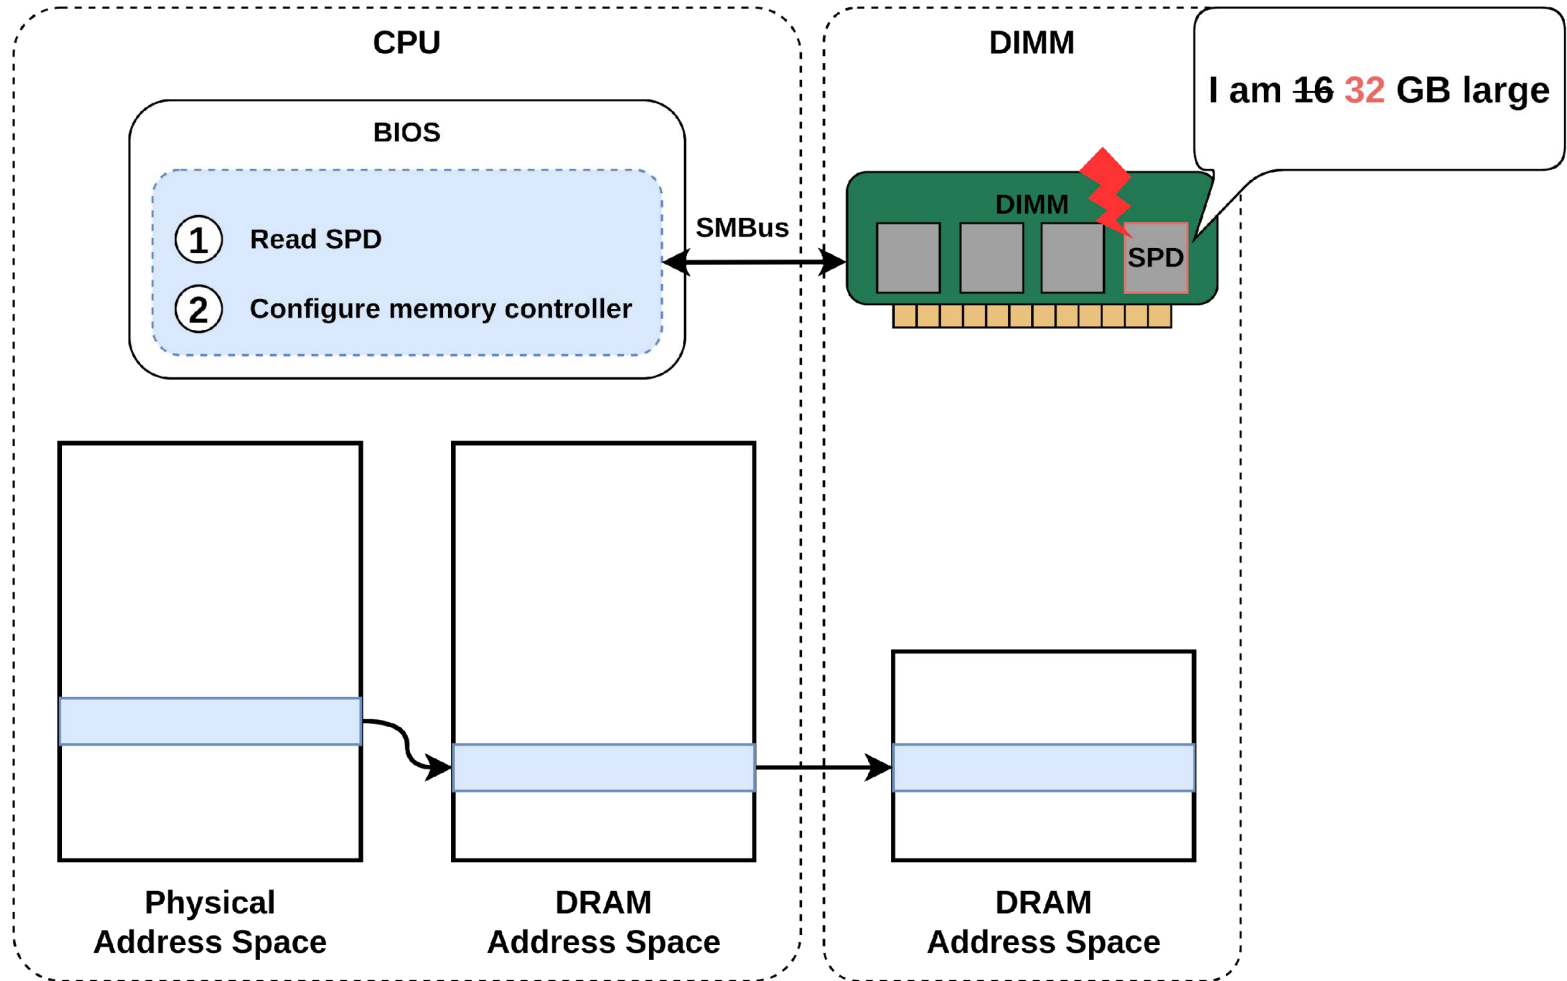 CPU
DIMM
I am 16 32 GB large
BIOS
1 Read SPD
2 Configure memory controller
SMBus
DIMM
SPD
Physical
Address Space
DRAM
Address Space
DRAM
Address Space